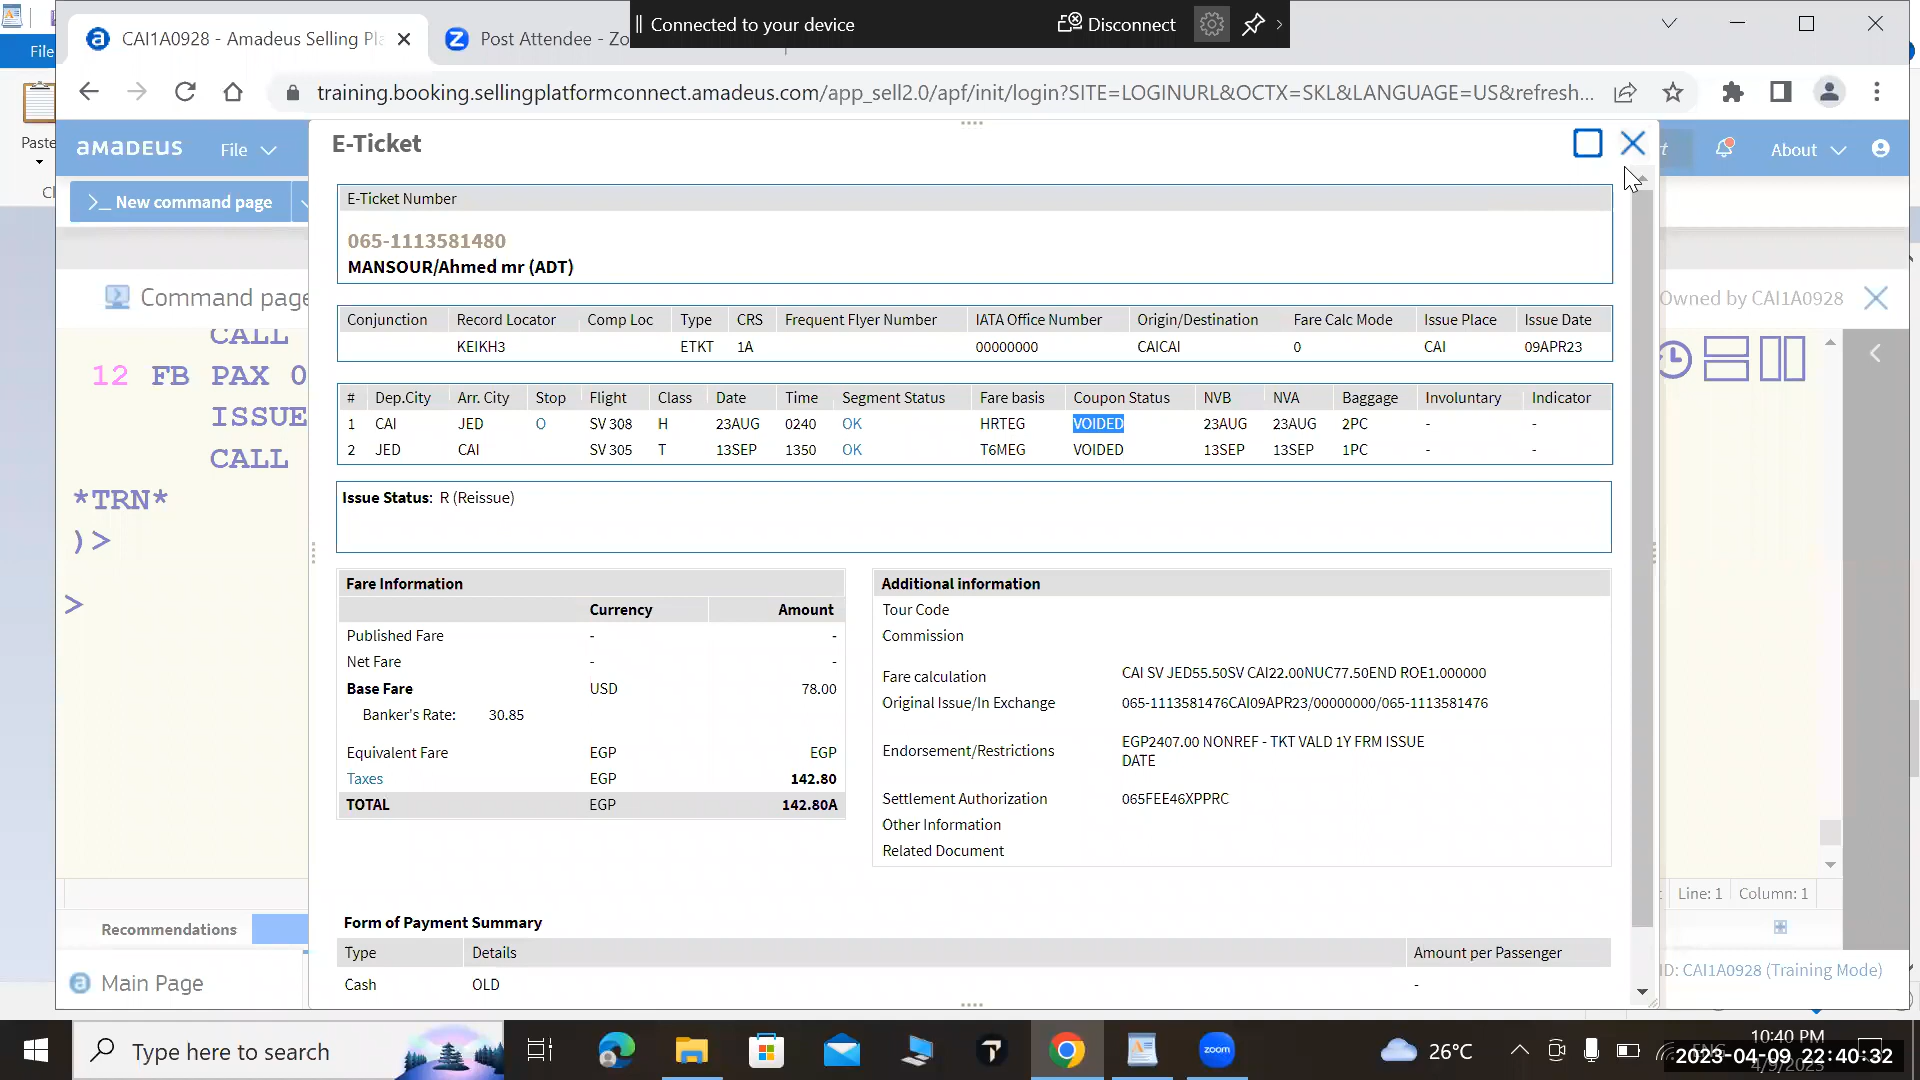 File
CAI1A0928 - Amadeus Selling Pla
Post Attendee - Zo
Connected to your device
Disconnect
training.booking.sellingplatformconnect.amadeus.com/app_sell2.0/apf/init/login?SITE=LOGINURL&OCTX=SKL&LANGUAGE=US&refresh...
Paste
amadeus
File
E-Ticket
About
>_ New command page
E-Ticket Number
065-1113581480
MANSOUR/Ahmed mr (ADT)
Command page
Owned by CAI1A0928
Conjunction Record Locator Comp Loc Type CRS Frequent Flyer Number IATA Office Number Origin/Destination Fare Calc Mode Issue Place Issue Date
KEIKH3 ETKT 1A 00000000 CAICAI 0 CAI 09APR23
CALL
12 FB PAX 0
ISSUE
CALL
*TRN*
)>
>
# Dep.City Arr. City Stop Flight Class Date Time Segment Status Fare basis Coupon Status NVB NVA Baggage Involuntary Indicator
1 CAI JED O SV 308 H 23AUG 0240 OK HRTEG VOIDED 23AUG 23AUG 2PC - -
2 JED CAI SV 305 T 13SEP 1350 OK T6MEG VOIDED 13SEP 13SEP 1PC - -
Issue Status: R (Reissue)
Fare Information
Currency Amount
Published Fare - -
Net Fare - -
Base Fare USD 78.00
Banker's Rate: 30.85
Equivalent Fare EGP EGP
Taxes EGP 142.80
TOTAL EGP 142.80A
Additional information
Tour Code
Commission
Fare calculation CAI SV JED55.50SV CAI22.00NUC77.50END ROE1.000000
Original Issue/In Exchange 065-1113581476CAI09APR23/00000000/065-1113581476
Endorsement/Restrictions EGP2407.00 NONREF - TKT VALD 1Y FRM ISSUE
DATE
Settlement Authorization 065FEE46XPPRC
Other Information
Related Document
Line: 1 Column: 1
Form of Payment Summary
Type Details Amount per Passenger
Cash OLD -
Recommendations
Main Page
ID: CAI1A0928 (Training Mode)
Type here to search
zoom
26°C
10:40 PM
2023-04-09 22:40:32